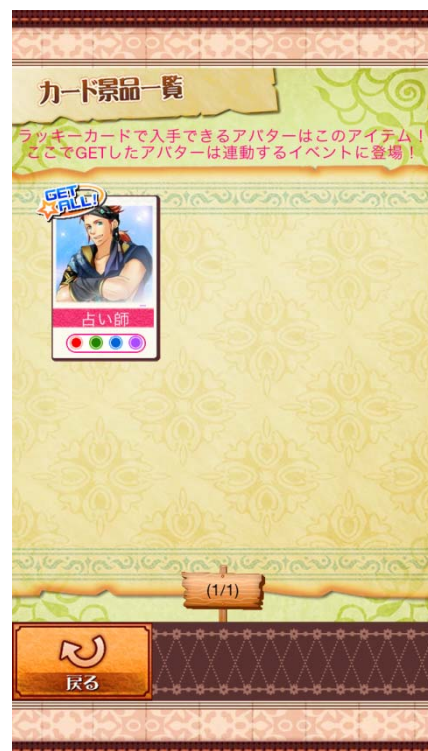 カード景品一覧
ラッキーカードで入手できるアバターはこのアイテム!
ここでGETしたアバターは連動するイベントに登場!
GET
ALL!
占い師
(1/1)
戻る